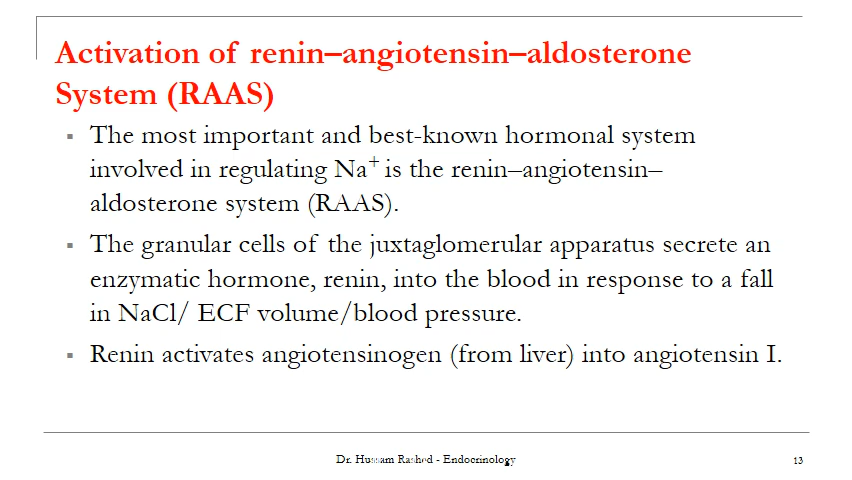 Activation of renin–angiotensin–aldosterone
System (RAAS)
▪ The most important and best-known hormonal system
involved in regulating Na⁺ is the renin–angiotensin–
aldosterone system (RAAS).
▪ The granular cells of the juxtaglomerular apparatus secrete an
enzymatic hormone, renin, into the blood in response to a fall
in NaCl/ ECF volume/blood pressure.
▪ Renin activates angiotensinogen (from liver) into angiotensin I.
Dr. Hussam Rashed - Endocrinology
13